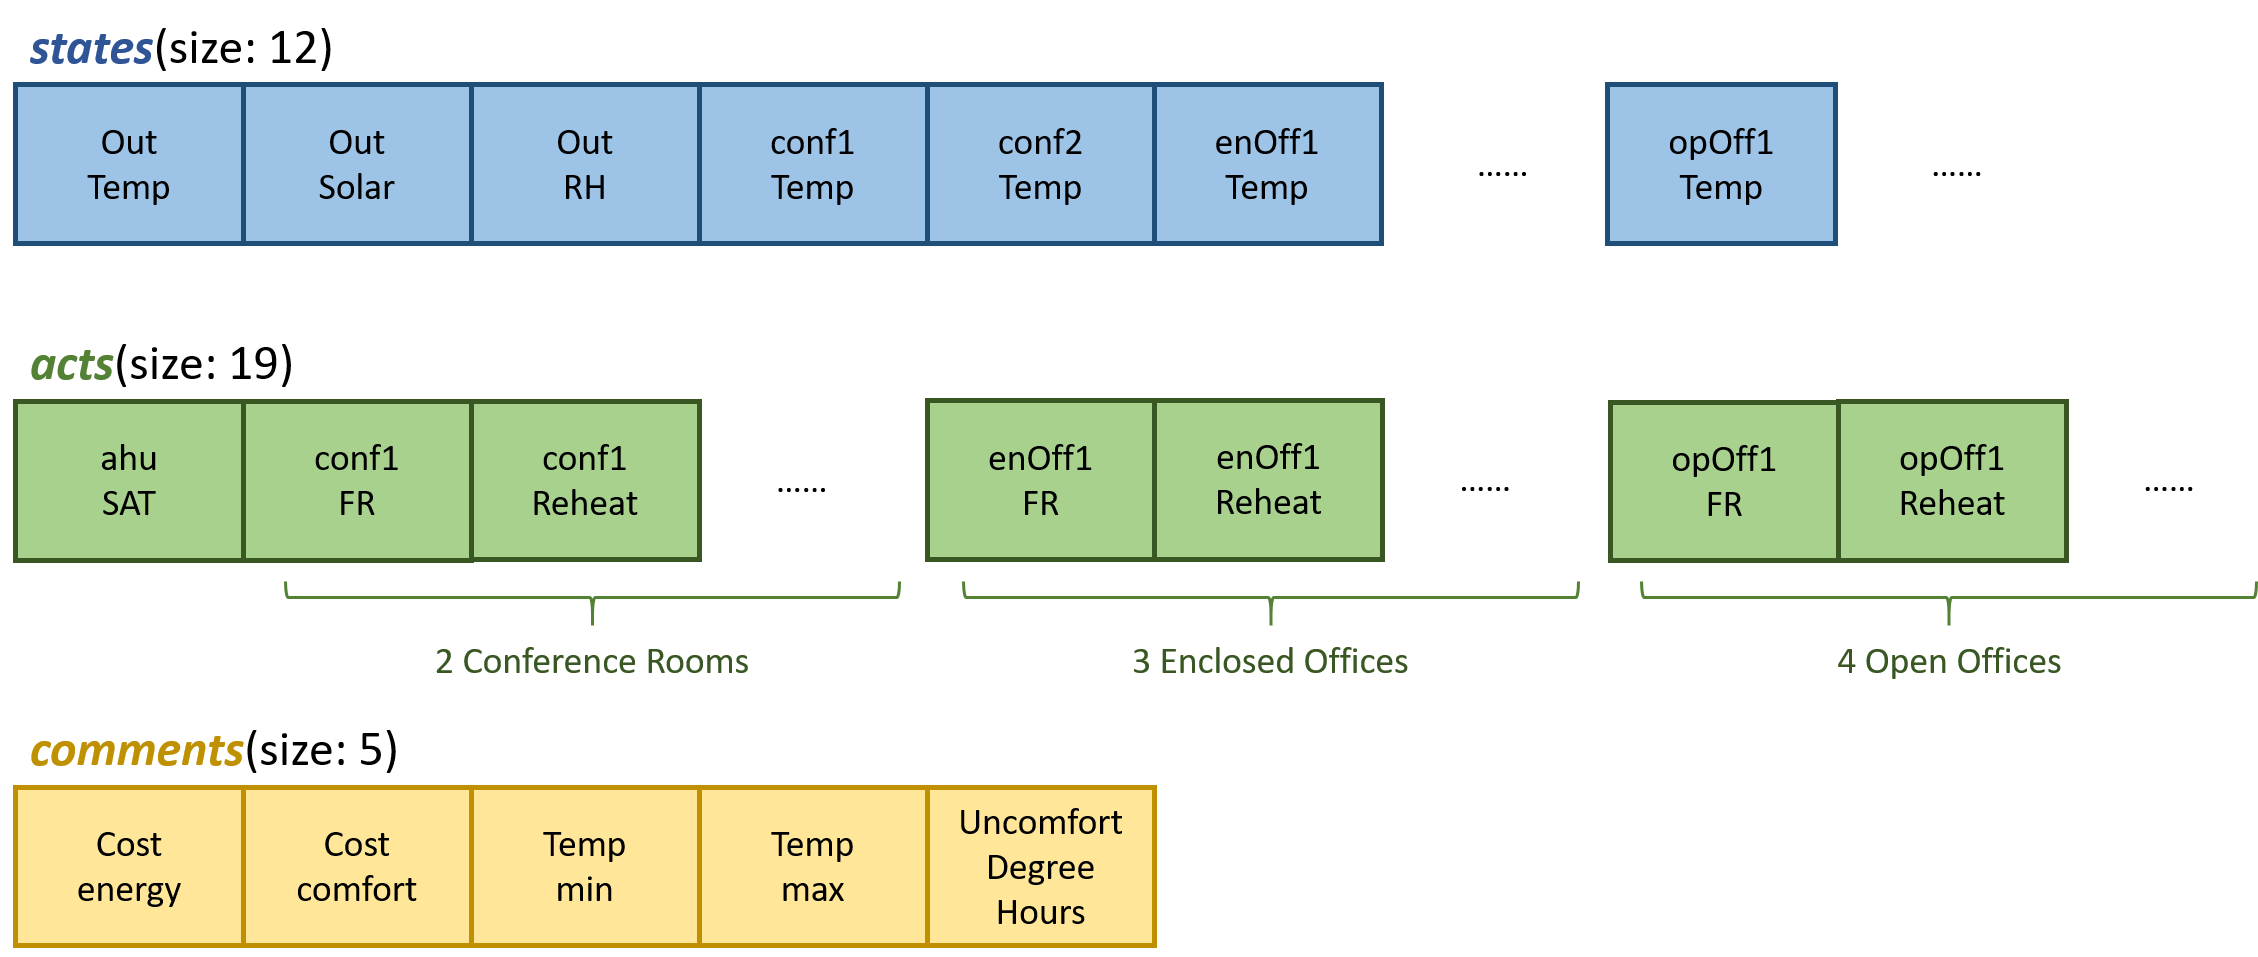 states(size: 12)
Out
Temp
Out
Solar
Out
RH
conf1
Temp
conf2
Temp
enOff1
Temp
......
opOff1
Temp
......
acts(size: 19)
ahu
SAT
conf1
FR
conf1
Reheat
......
enOff1
FR
enOff1
Reheat
......
opOff1
FR
opOff1
Reheat
......
2 Conference Rooms
3 Enclosed Offices
4 Open Offices
comments(size: 5)
Cost
energy
Cost
comfort
Temp
min
Temp
max
Uncomfort
Degree
Hours